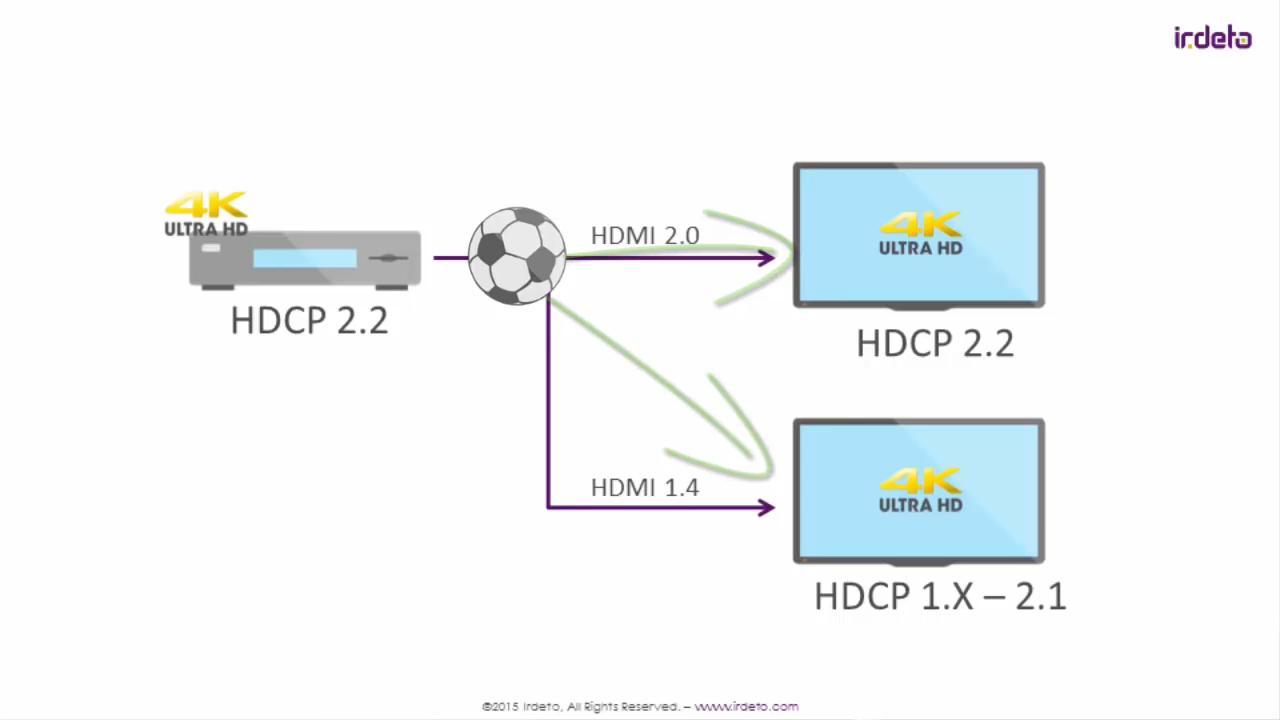 irdeto
4K
ULTRA HD
HDCP 2.2
HDMI 2.0
4K
ULTRA HD
HDCP 2.2
HDMI 1.4
4K
ULTRA HD
HDCP 1.X – 2.1
©2015 Irdeto, All Rights Reserved. – www.irdeto.com